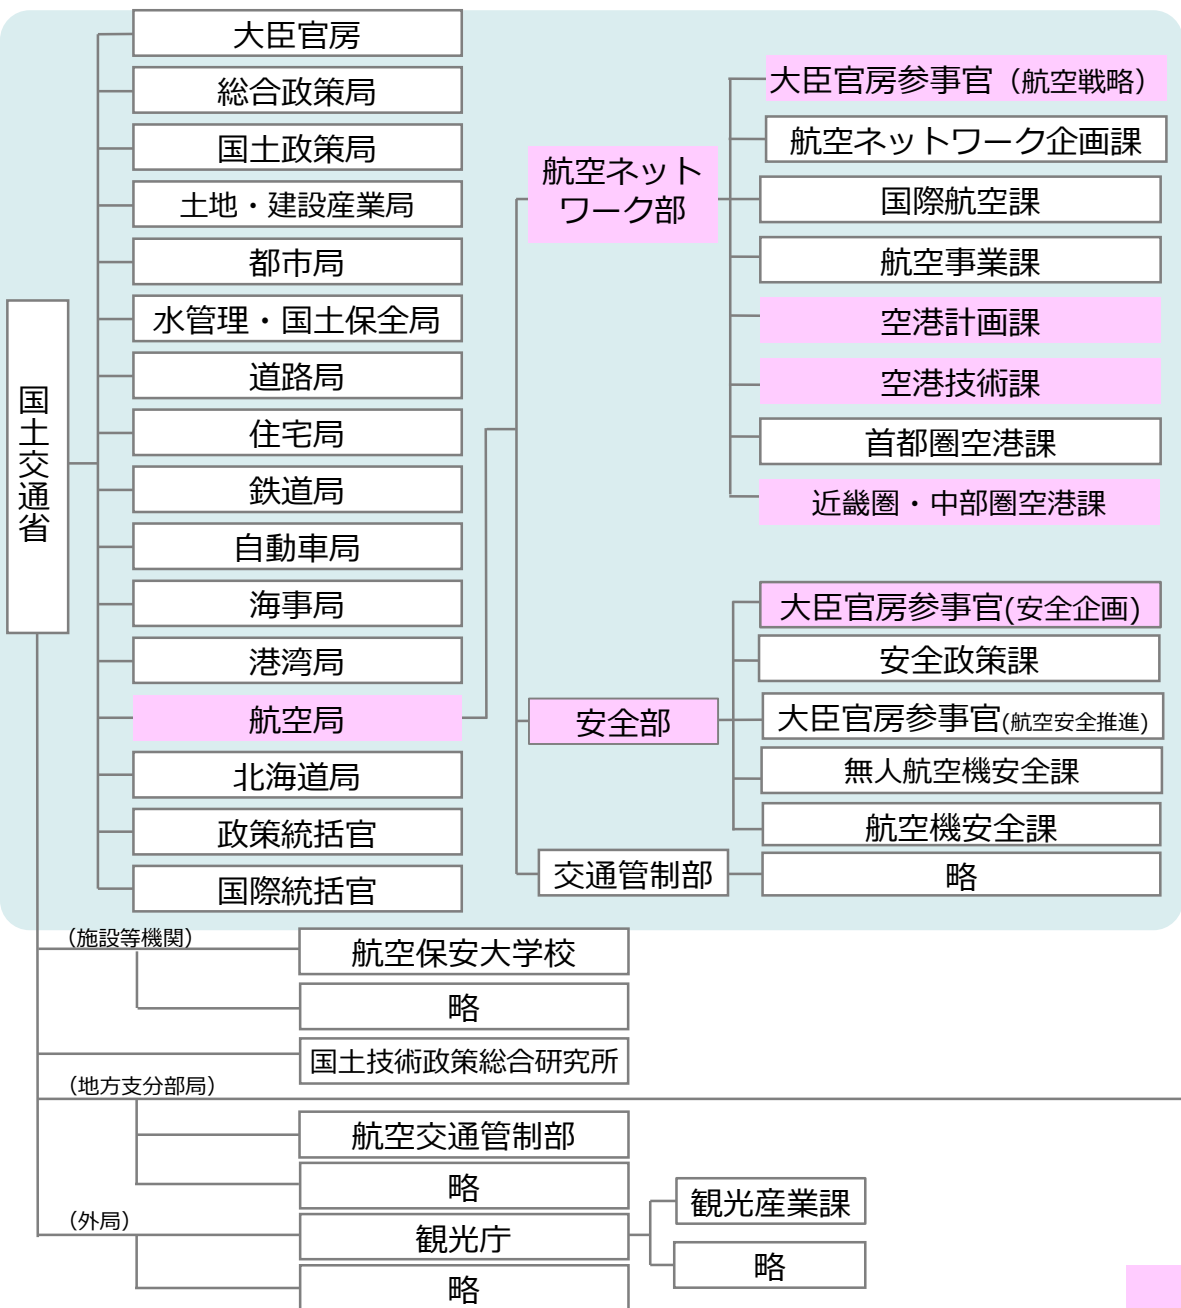 国土交通省
大臣官房
総合政策局
国土政策局
土地・建設産業局
都市局
水管理・国土保全局
道路局
住宅局
鉄道局
自動車局
海事局
港湾局
航空局
北海道局
政策統括官
国際統括官
航空ネット
ワーク部
大臣官房参事官（航空戦略）
航空ネットワーク企画課
国際航空課
航空事業課
空港計画課
空港技術課
首都圏空港課
近畿圏・中部圏空港課
安全部
大臣官房参事官(安全企画)
安全政策課
大臣官房参事官(航空安全推進)
無人航空機安全課
航空機安全課
交通管制部
略
（施設等機関）
航空保安大学校
略
国土技術政策総合研究所
（地方支分部局）
航空交通管制部
略
（外局）
観光庁
観光産業課
略
略